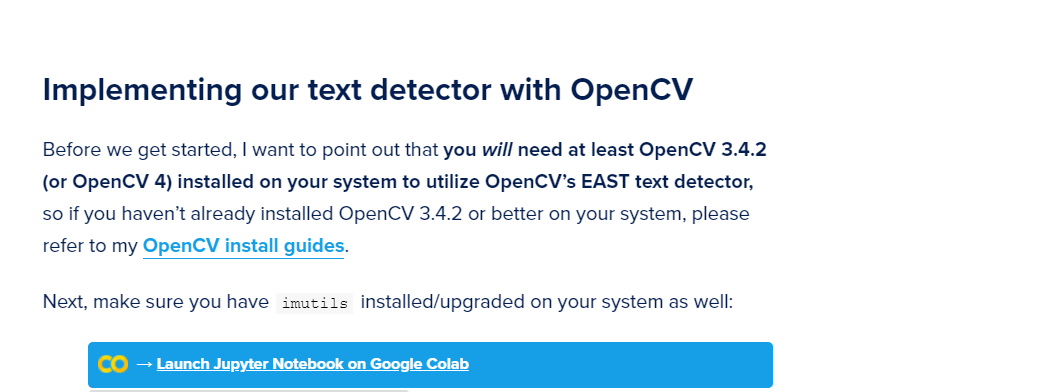 Implementing our text detector with OpenCV
Before we get started, I want to point out that you will need at least OpenCV 3.4.2
(or OpenCV 4) installed on your system to utilize OpenCV’s EAST text detector,
so if you haven’t already installed OpenCV 3.4.2 or better on your system, please
refer to my OpenCV install guides.
Next, make sure you have imutils installed/upgraded on your system as well:
CO → Launch Jupyter Notebook on Google Colab